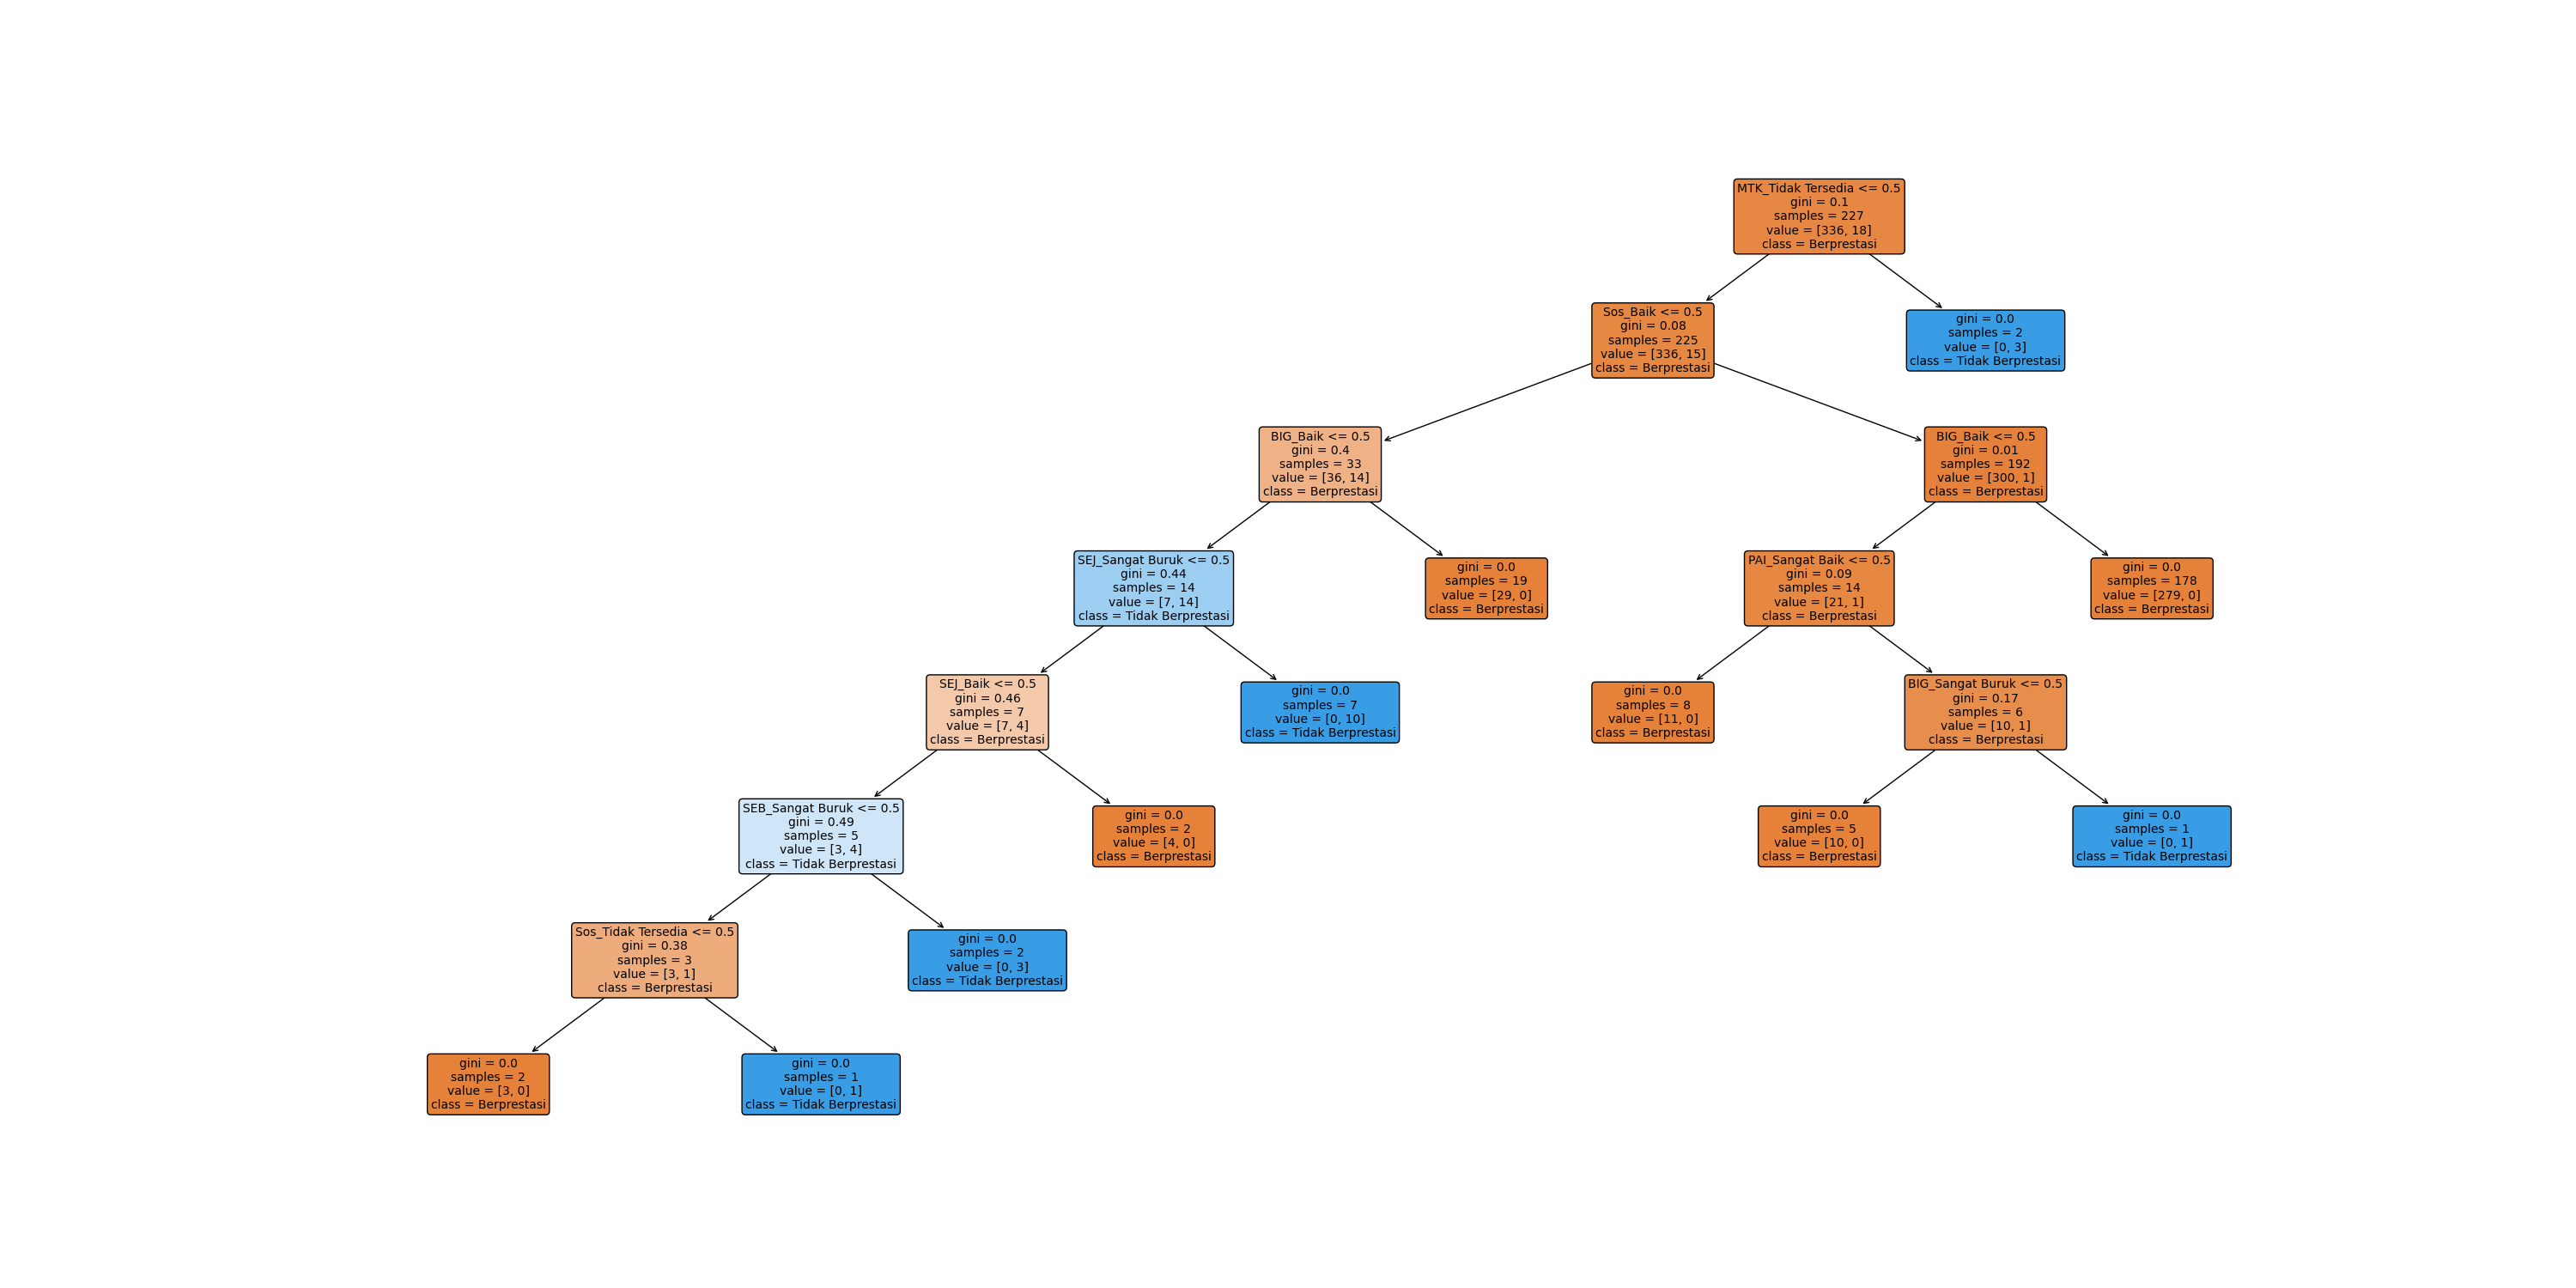 MTK_Tidak Tersedia <= 0.5
gini = 0.1
samples = 227
value = [336, 18]
class = Berprestasi
Sos_Baik <= 0.5
gini = 0.08
samples = 225
value = [336, 15]
class = Berprestasi
gini = 0.0
samples = 2
value = [0, 3]
class = Tidak Berprestasi
BIG_Baik <= 0.5
gini = 0.4
samples = 33
value = [36, 14]
class = Berprestasi
BIG_Baik <= 0.5
gini = 0.01
samples = 192
value = [300, 1]
class = Berprestasi
SEJ_Sangat Buruk <= 0.5
gini = 0.44
samples = 14
value = [7, 14]
class = Tidak Berprestasi
gini = 0.0
samples = 19
value = [29, 0]
class = Berprestasi
PAI_Sangat Baik <= 0.5
gini = 0.09
samples = 14
value = [21, 1]
class = Berprestasi
gini = 0.0
samples = 178
value = [279, 0]
class = Berprestasi
SEJ_Baik <= 0.5
gini = 0.46
samples = 7
value = [7, 4]
class = Berprestasi
gini = 0.0
samples = 7
value = [0, 10]
class = Tidak Berprestasi
gini = 0.0
samples = 8
value = [11, 0]
class = Berprestasi
BIG_Sangat Buruk <= 0.5
gini = 0.17
samples = 6
value = [10, 1]
class = Berprestasi
SEB_Sangat Buruk <= 0.5
gini = 0.49
samples = 5
value = [3, 4]
class = Tidak Berprestasi
gini = 0.0
samples = 2
value = [4, 0]
class = Berprestasi
gini = 0.0
samples = 5
value = [10, 0]
class = Berprestasi
gini = 0.0
samples = 1
value = [0, 1]
class = Tidak Berprestasi
Sos_Tidak Tersedia <= 0.5
gini = 0.38
samples = 3
value = [3, 1]
class = Berprestasi
gini = 0.0
samples = 2
value = [0, 3]
class = Tidak Berprestasi
gini = 0.0
samples = 2
value = [3, 0]
class = Berprestasi
gini = 0.0
samples = 1
value = [0, 1]
class = Tidak Berprestasi